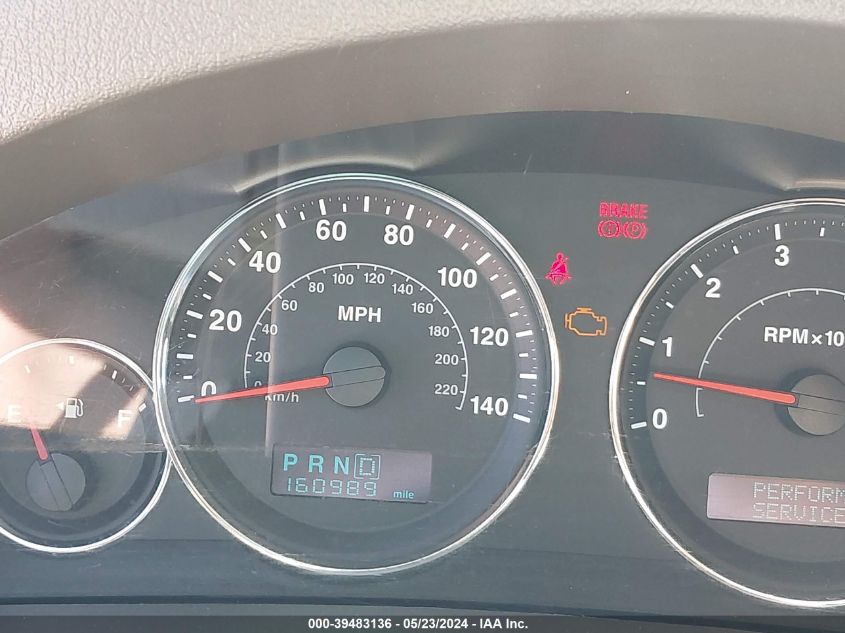 BRAKE
P
0 20 40 60 80 100 120 140
MPH
0 20 40 60 80 100 120 140 160 180 200 220
km/h
PRND
160989 mile
E F
0 1 2 3
RPM×10
PERFORM
SERVICE
000-39483136 - 05/23/2024 - IAA Inc.